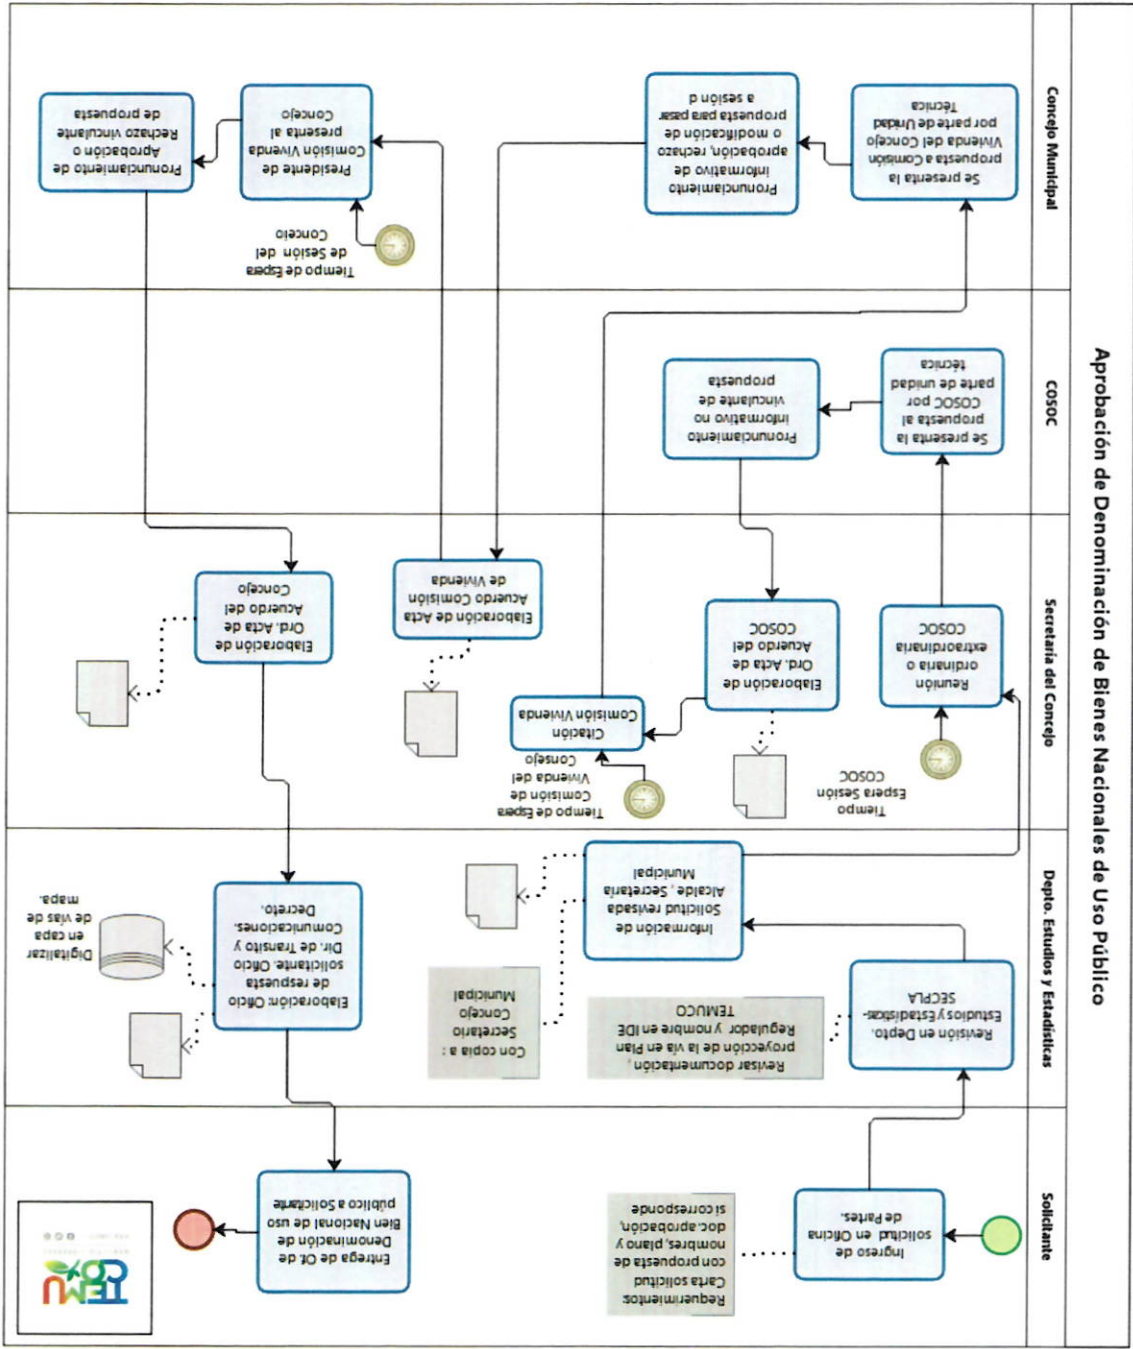 Aprobación de Denominación de Bienes Nacionales de Uso Público
Solicitante
Ingreso de
solicitud en Oficina
de Partes.
Requerimientos:
Carta solicitud
con propuesta de
nombres, plano y
doc. aprobación,
si corresponde
Entrega de Of. de
Denominación de
Bien Nacional de uso
público a Solicitante
TEMU
CO
Depto. Estudios y Estadísticas
Revisión en Depto.
Estudios y Estadísticas-
SECPLA
Revisar documentación,
proyección de la vía en Plan
Regulador y nombre en IDE
TEMUCO
Información de
Solicitud revisada
Alcalde, Secretaría
Municipal
Con copia a :
Secretario
Concejo
Municipal
Elaboración: Oficio
de respuesta
solicitante. Oficio
Dir. de Transito y
Comunicaciones.
Decreto.
Digitalizar
en capa
de vías de
mapa.
Secretaría del Concejo
Tiempo
Espera Sesión
COSOC
Reunión
ordinaria o
extraordinaria
COSOC
Elaboración de
Ord. Acta de
Acuerdo del
COSOC
Tiempo de Espera
Comisión de
Vivienda del
Consejo
Citación
Comisión Vivienda
Elaboración de Acta
Acuerdo Comisión
de Vivienda
Elaboración de
Ord. Acta de
Acuerdo del
Concejo
COSOC
Se presenta la
propuesta al
COSOC por
parte de unidad
técnica
Pronunciamiento
informativo no
vinculante de
propuesta
Concejo Municipal
Se presenta la
propuesta a Comisión
Vivienda del Concejo
por parte de Unidad
Técnica
Pronunciamiento
informativo de
aprobación, rechazo
o modificación de
propuesta para pasar
a sesión d
Tiempo de Espera
de Sesión del
Concejo
Presidente de
Comisión Vivienda
presenta al
Concejo
Pronunciamiento de
Aprobación o
Rechazo vinculante
de propuesta